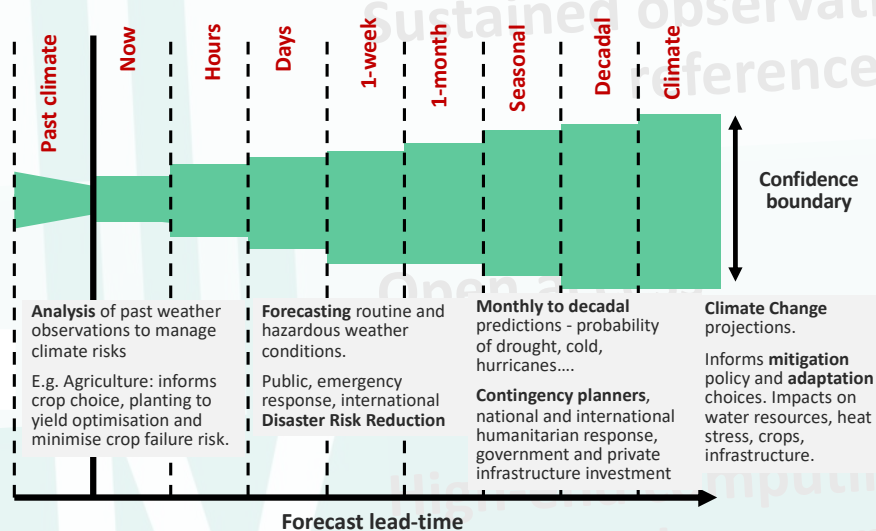 Sustained observati
reference
Past climate
Now
Hours
Days
1-week
1-month
Seasonal
Decadal
Climate
Confidence
boundary
Analysis of past weather
observations to manage
climate risks
E.g. Agriculture: informs
crop choice, planting to
yield optimisation and
minimise crop failure risk.
Forecasting routine and
hazardous weather
conditions.
Public, emergency
response, international
Disaster Risk Reduction
Monthly to decadal
predictions - probability
of drought, cold,
hurricanes....
Contingency planners,
national and international
humanitarian response,
government and private
infrastructure investment
Climate Change
projections.
Informs mitigation
policy and adaptation
choices. Impacts on
water resources, heat
stress, crops,
infrastructure.
Forecast lead-time